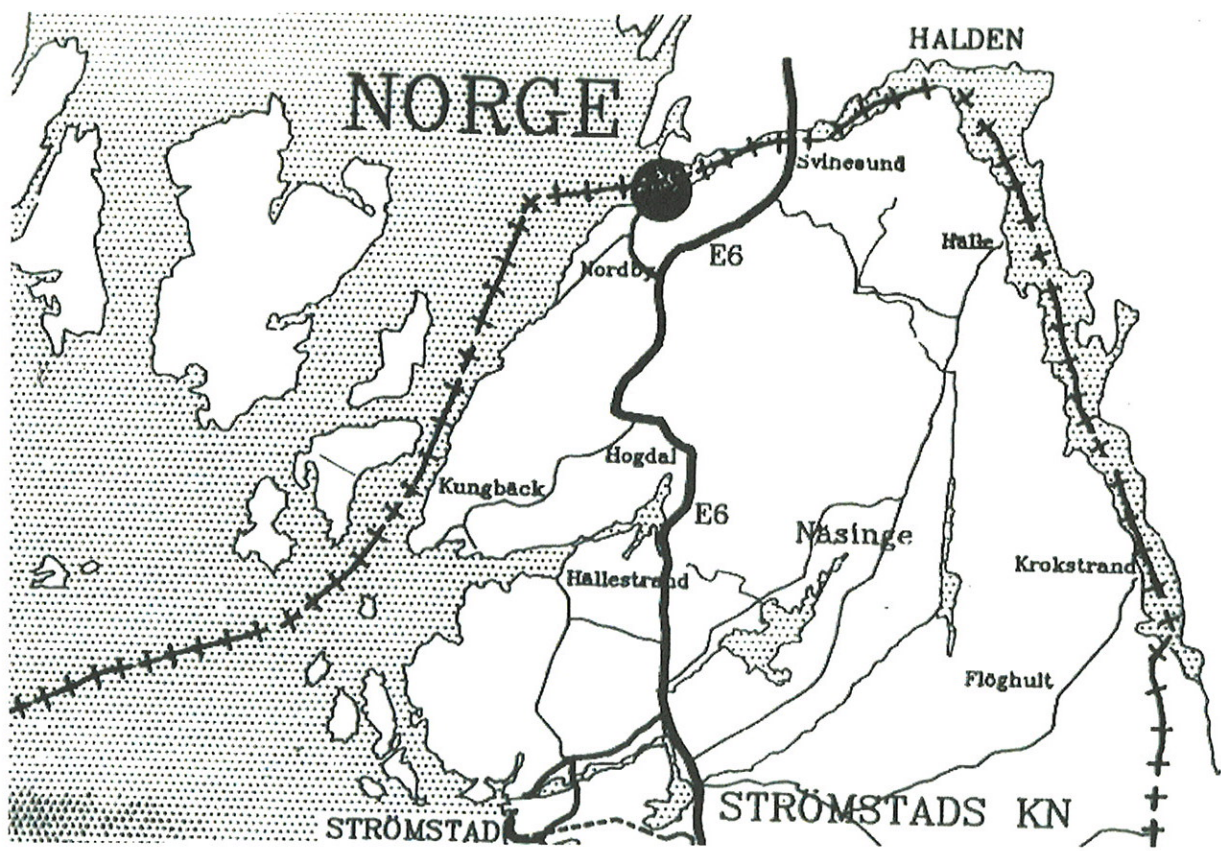 HALDEN
NORGE
Svinesund
Hälle
E6
Nordby
Hogdal
Kungbäck
E6
Näsinge
Krokstrand
Hällestrand
Flöghult
STRÖMSTADS KN
STRÖMSTAD